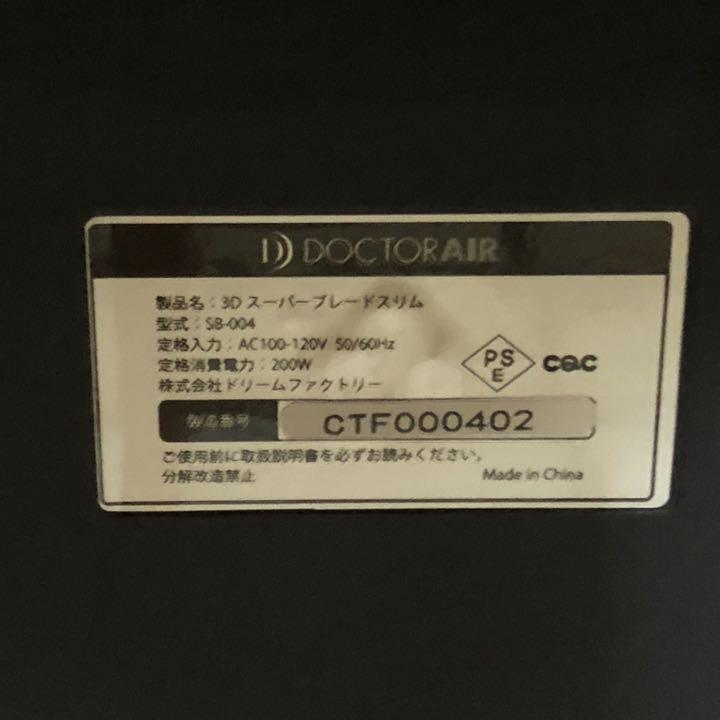 DOCTORAIR
製品名：3D スーパーブレードスリム
型式：SB-004
定格入力：AC100-120V 50/60Hz
定格消費電力：200W
株式会社ドリームファクトリー
PS
E
CQC
製造番号 CTF000402
ご使用前に取扱説明書を必ずお読みください。
分解改造禁止 Made in China